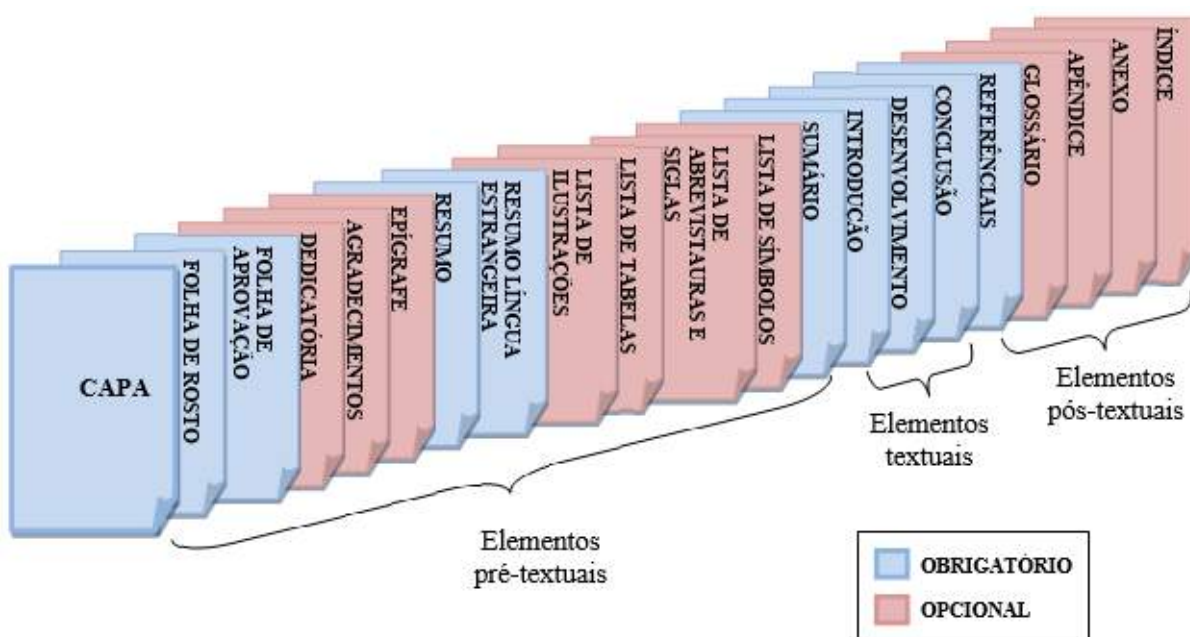 CAPA
FOLHA DE ROSTO
FOLHA DE
APROVAÇÃO
DEDICATÓRIA
AGRADECIMENTOS
EPÍGRAFE
RESUMO
RESUMO LÍNGUA
ESTRANGEIRA
LISTA DE
ILUSTRAÇÕES
LISTA DE TABELAS
LISTA DE
ABREVISTAURAS E
SIGLAS
LISTA DE SÍMBOLOS
SUMÁRIO
INTRODUÇÃO
DESENVOLVIMENTO
CONCLUSÃO
REFERÊNCIAIS
GLOSSÁRIO
APÊNDICE
ANEXO
ÍNDICE
Elementos
pré-textuais
Elementos
textuais
Elementos
pós-textuais
OBRIGATÓRIO
OPCIONAL